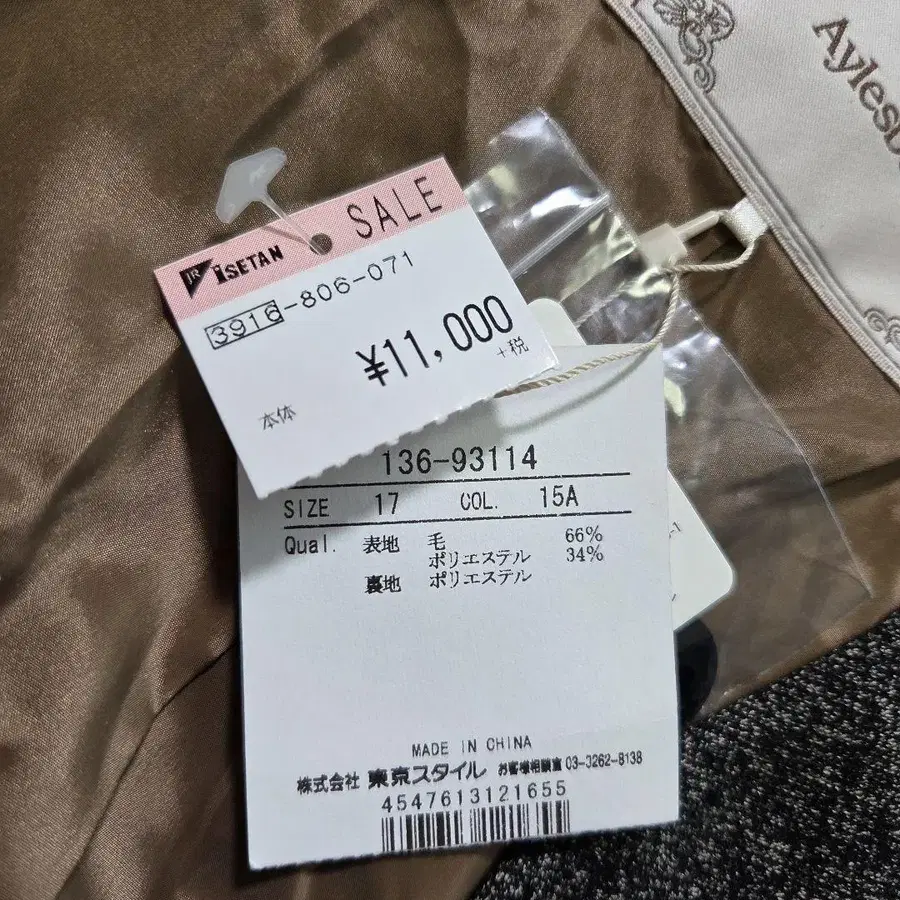 JR ISETAN SALE
3916-806-071
¥11,000
+税
本体
136-93114
SIZE 17 COL. 15A
Qual. 表地 毛 66%
ポリエステル 34%
裏地 ポリエステル
MADE IN CHINA
株式会社 東京スタイル お客様相談室 03-3262-8138
4547613121655